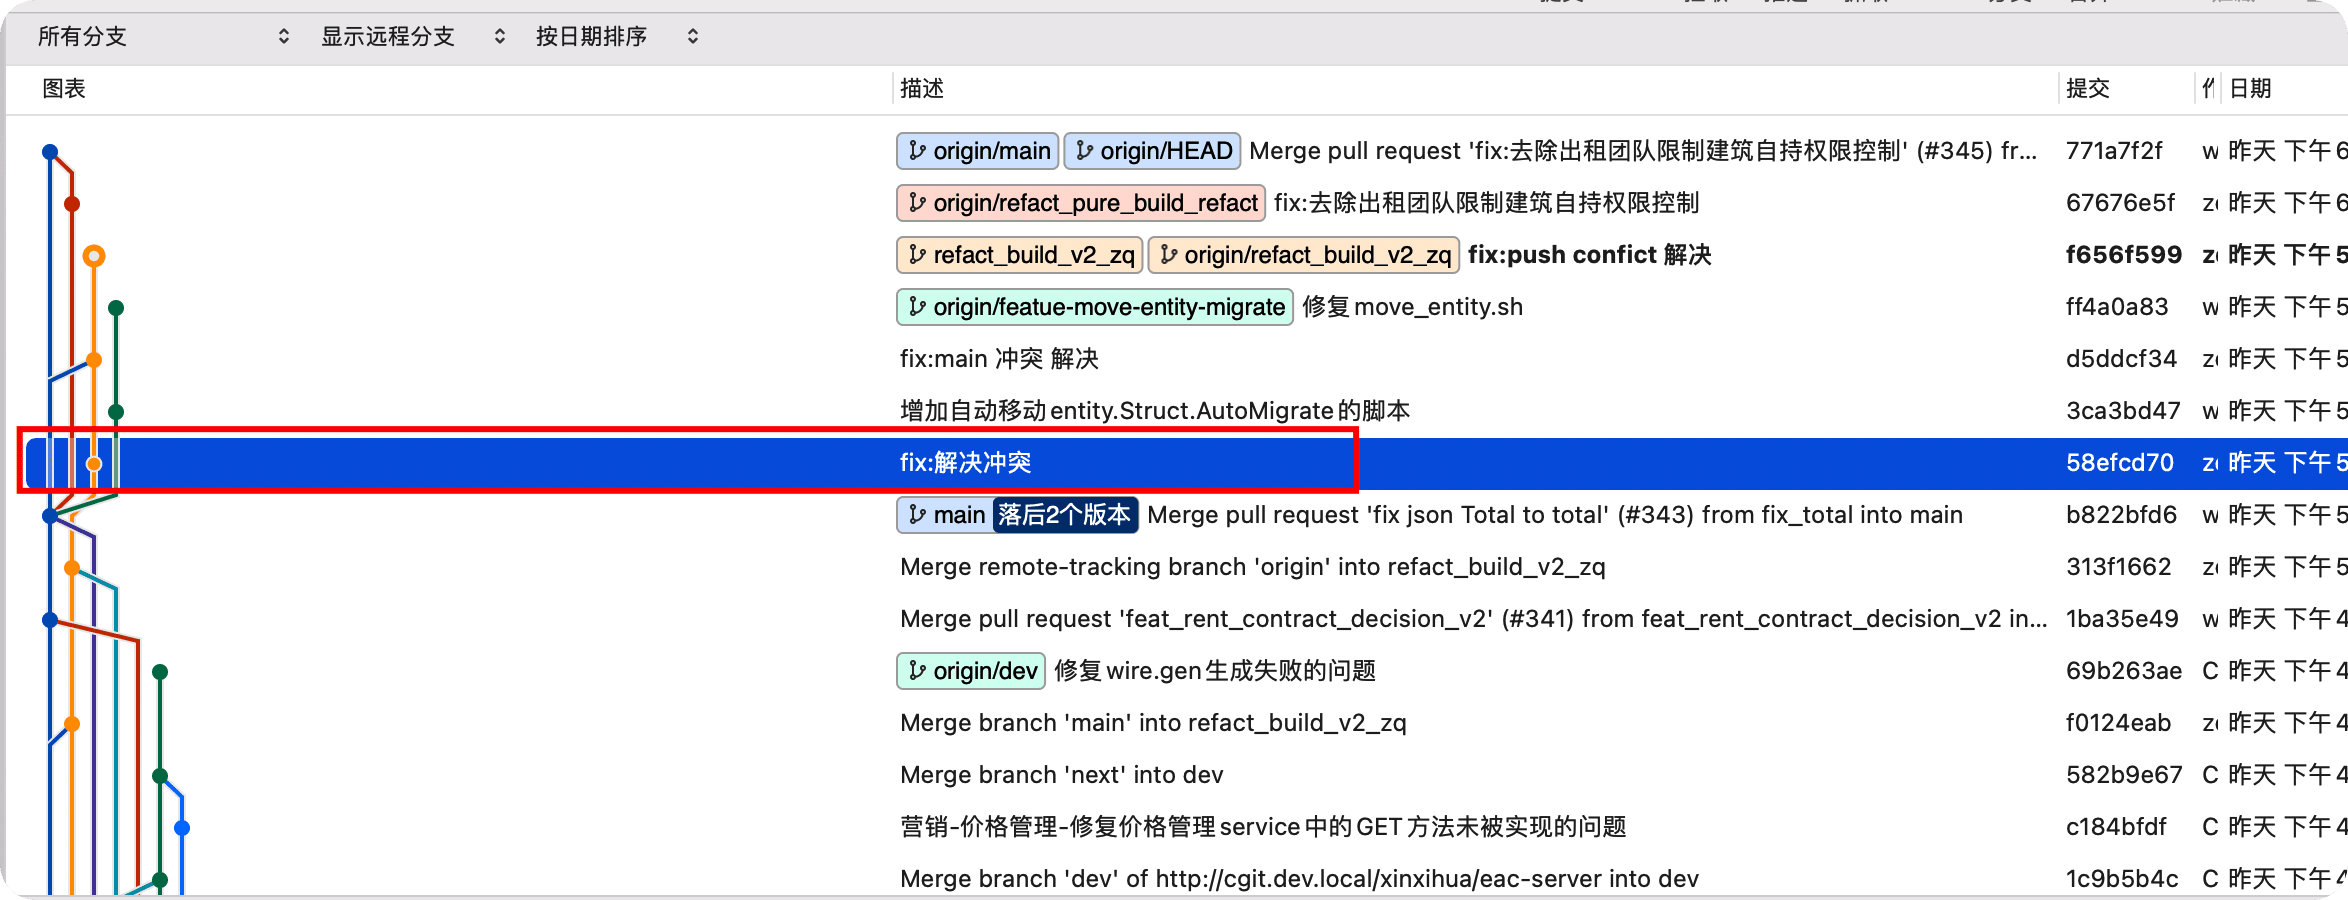 所有分支 显示远程分支 按日期排序
图表 描述 提交 日期
origin/main origin/HEAD Merge pull request 'fix:去除出租团队限制建筑自持权限控制' (#345) fr... 771a7f2f w 昨天 下午6
origin/refact_pure_build_refact fix:去除出租团队限制建筑自持权限控制 67676e5f z 昨天 下午6
refact_build_v2_zq origin/refact_build_v2_zq fix:push confict 解决 f656f599 z 昨天 下午5
origin/featue-move-entity-migrate 修复move_entity.sh ff4a0a83 w 昨天 下午5
fix:main 冲突 解决 d5ddcf34 z 昨天 下午5
增加自动移动entity.Struct.AutoMigrate的脚本 3ca3bd47 w 昨天 下午5
fix:解决冲突 58efcd70 z 昨天 下午5
main 落后2个版本 Merge pull request 'fix json Total to total' (#343) from fix_total into main b822bfd6 w 昨天 下午5
Merge remote-tracking branch 'origin' into refact_build_v2_zq 313f1662 z 昨天 下午5
Merge pull request 'feat_rent_contract_decision_v2' (#341) from feat_rent_contract_decision_v2 in... 1ba35e49 w 昨天 下午4
origin/dev 修复wire.gen生成失败的问题 69b263ae C 昨天 下午4
Merge branch 'main' into refact_build_v2_zq f0124eab z 昨天 下午4
Merge branch 'next' into dev 582b9e67 C 昨天 下午4
营销-价格管理-修复价格管理service中的GET方法未被实现的问题 c184bfdf C 昨天 下午4
Merge branch 'dev' of http://cgit.dev.local/xinxihua/eac-server into dev 1c9b5b4c C 昨天 下午4